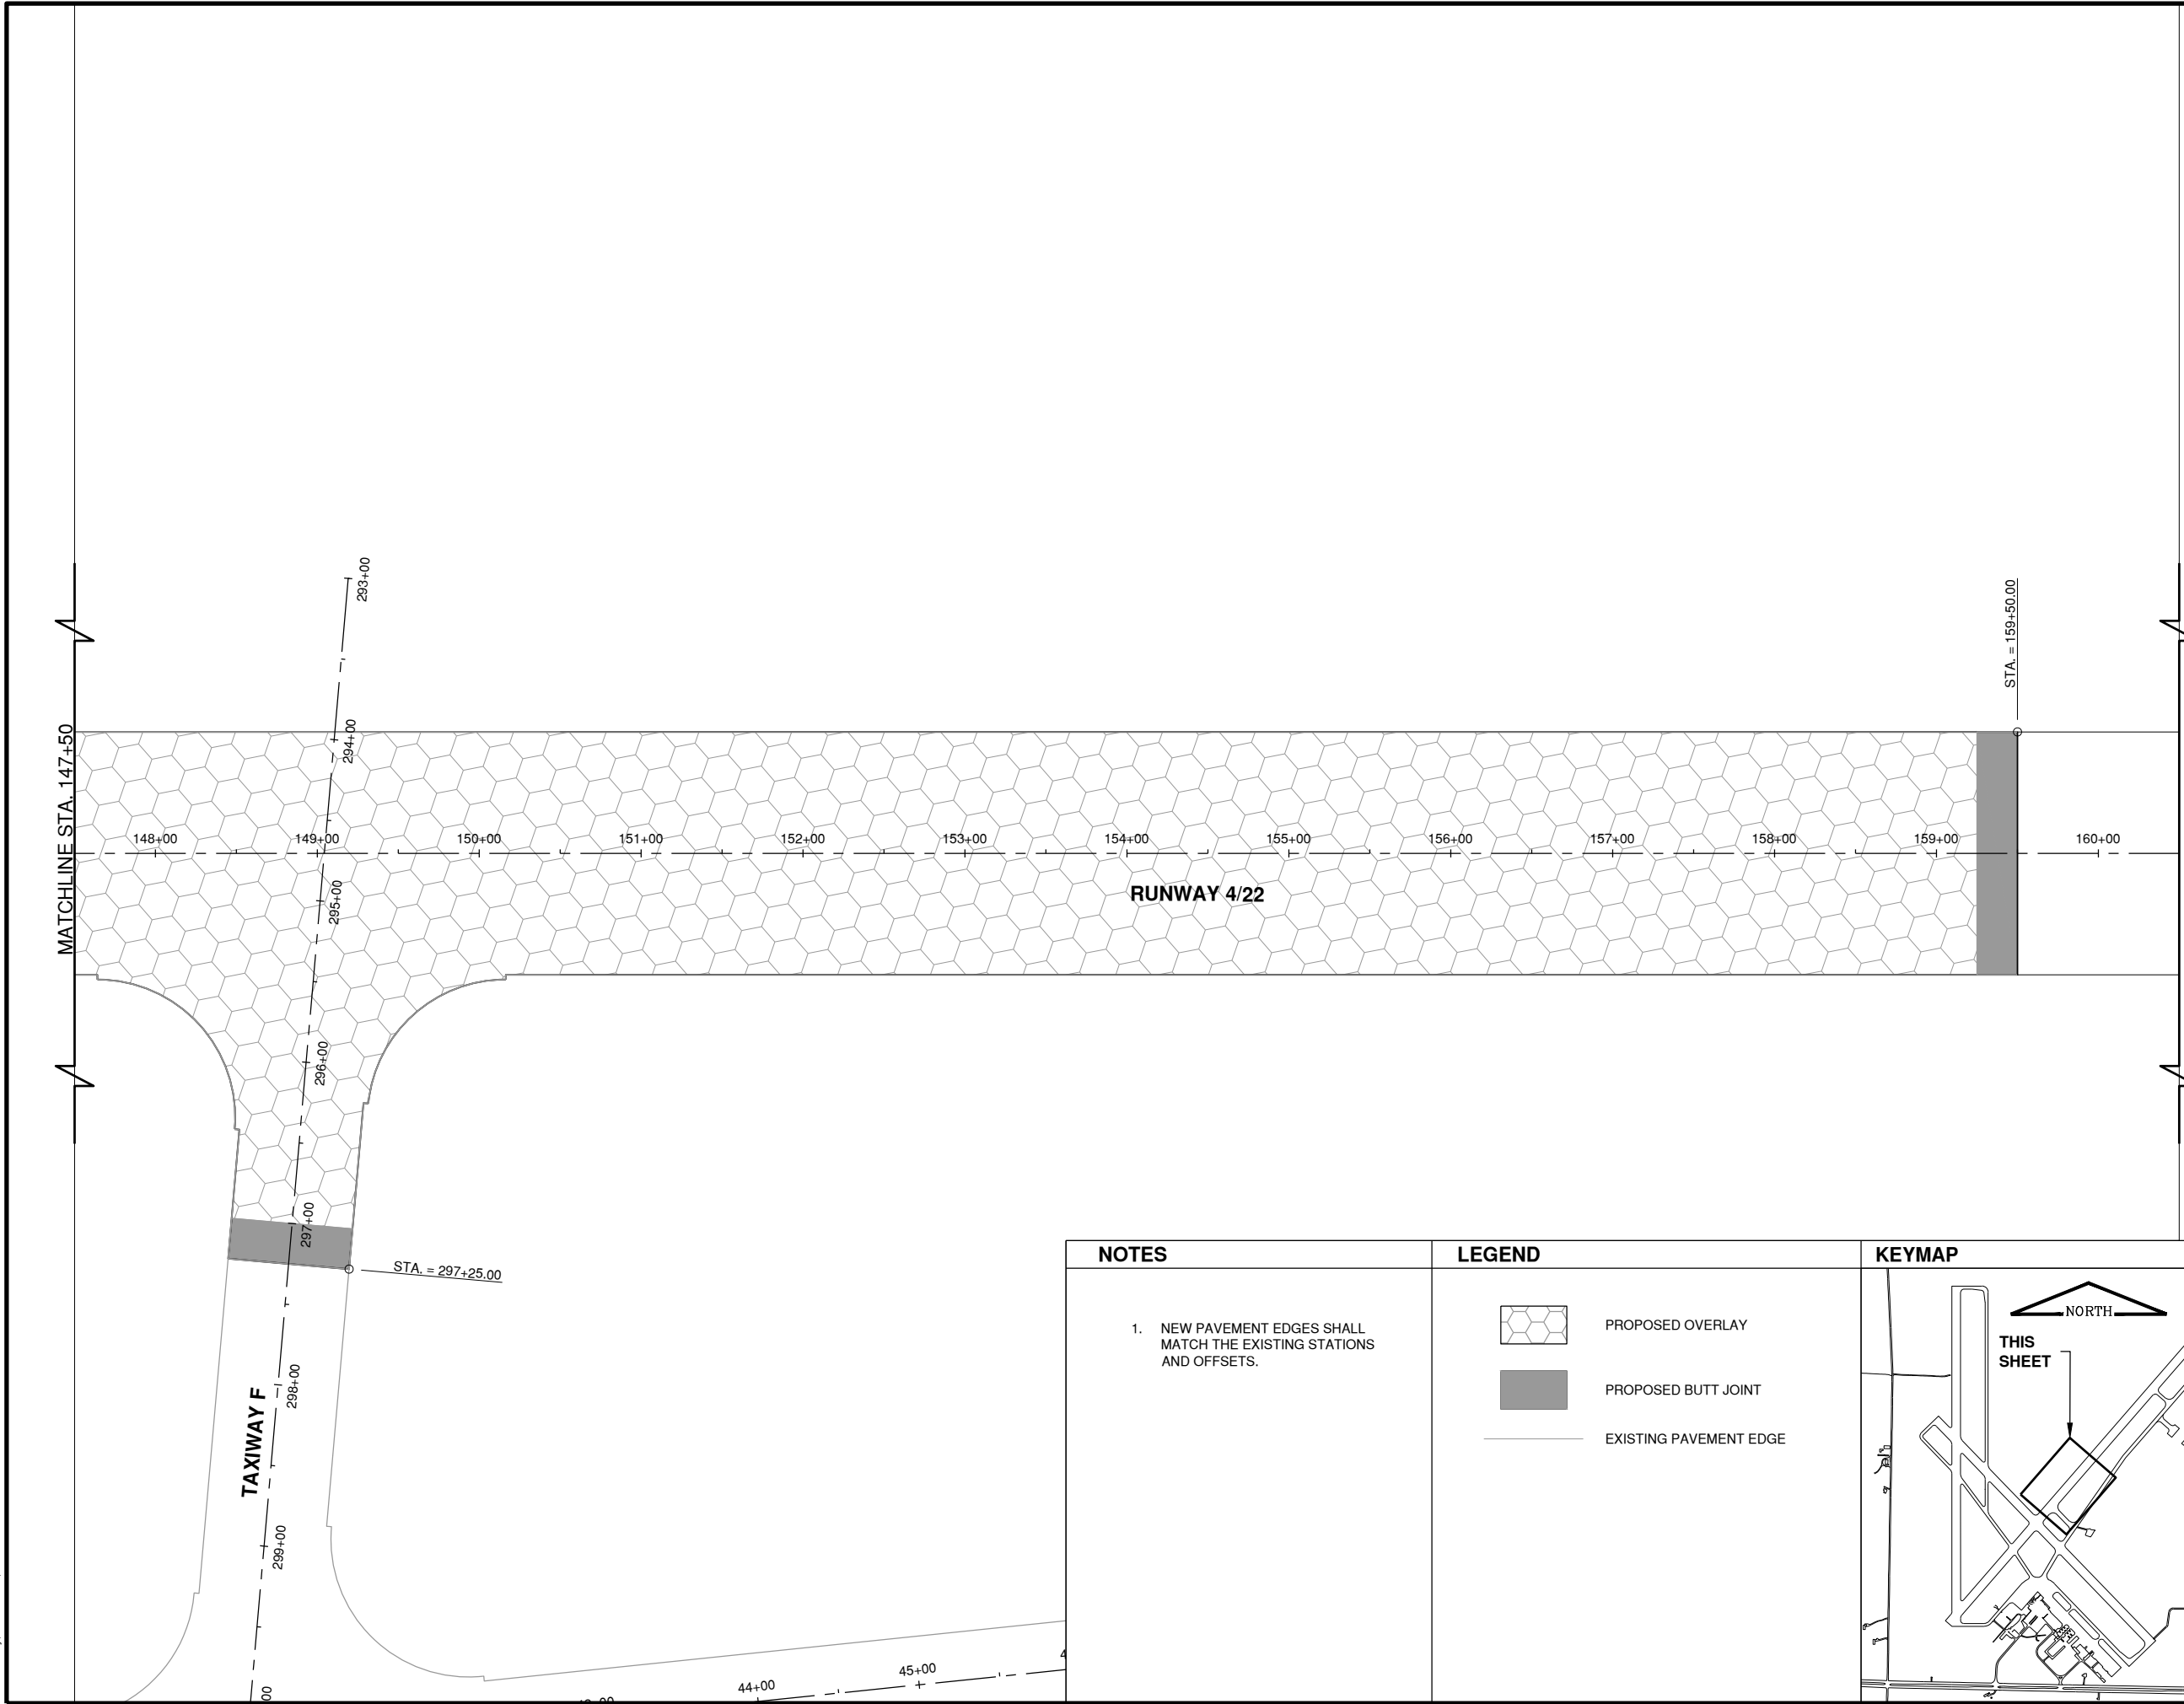 293+00
STA. = 159+50.00
MATCHLINE STA. 147+50
294+00
148+00
149+00
150+00
151+00
152+00
153+00
154+00
155+00
156+00
157+00
158+00
159+00
160+00
RUNWAY 4/22
295+00
296+00
297+00
STA. = 297+25.00
298+00
TAXIWAY F
299+00
44+00
45+00
NOTES
1. NEW PAVEMENT EDGES SHALL
MATCH THE EXISTING STATIONS
AND OFFSETS.
LEGEND
PROPOSED OVERLAY
PROPOSED BUTT JOINT
EXISTING PAVEMENT EDGE
KEYMAP
NORTH
THIS
SHEET